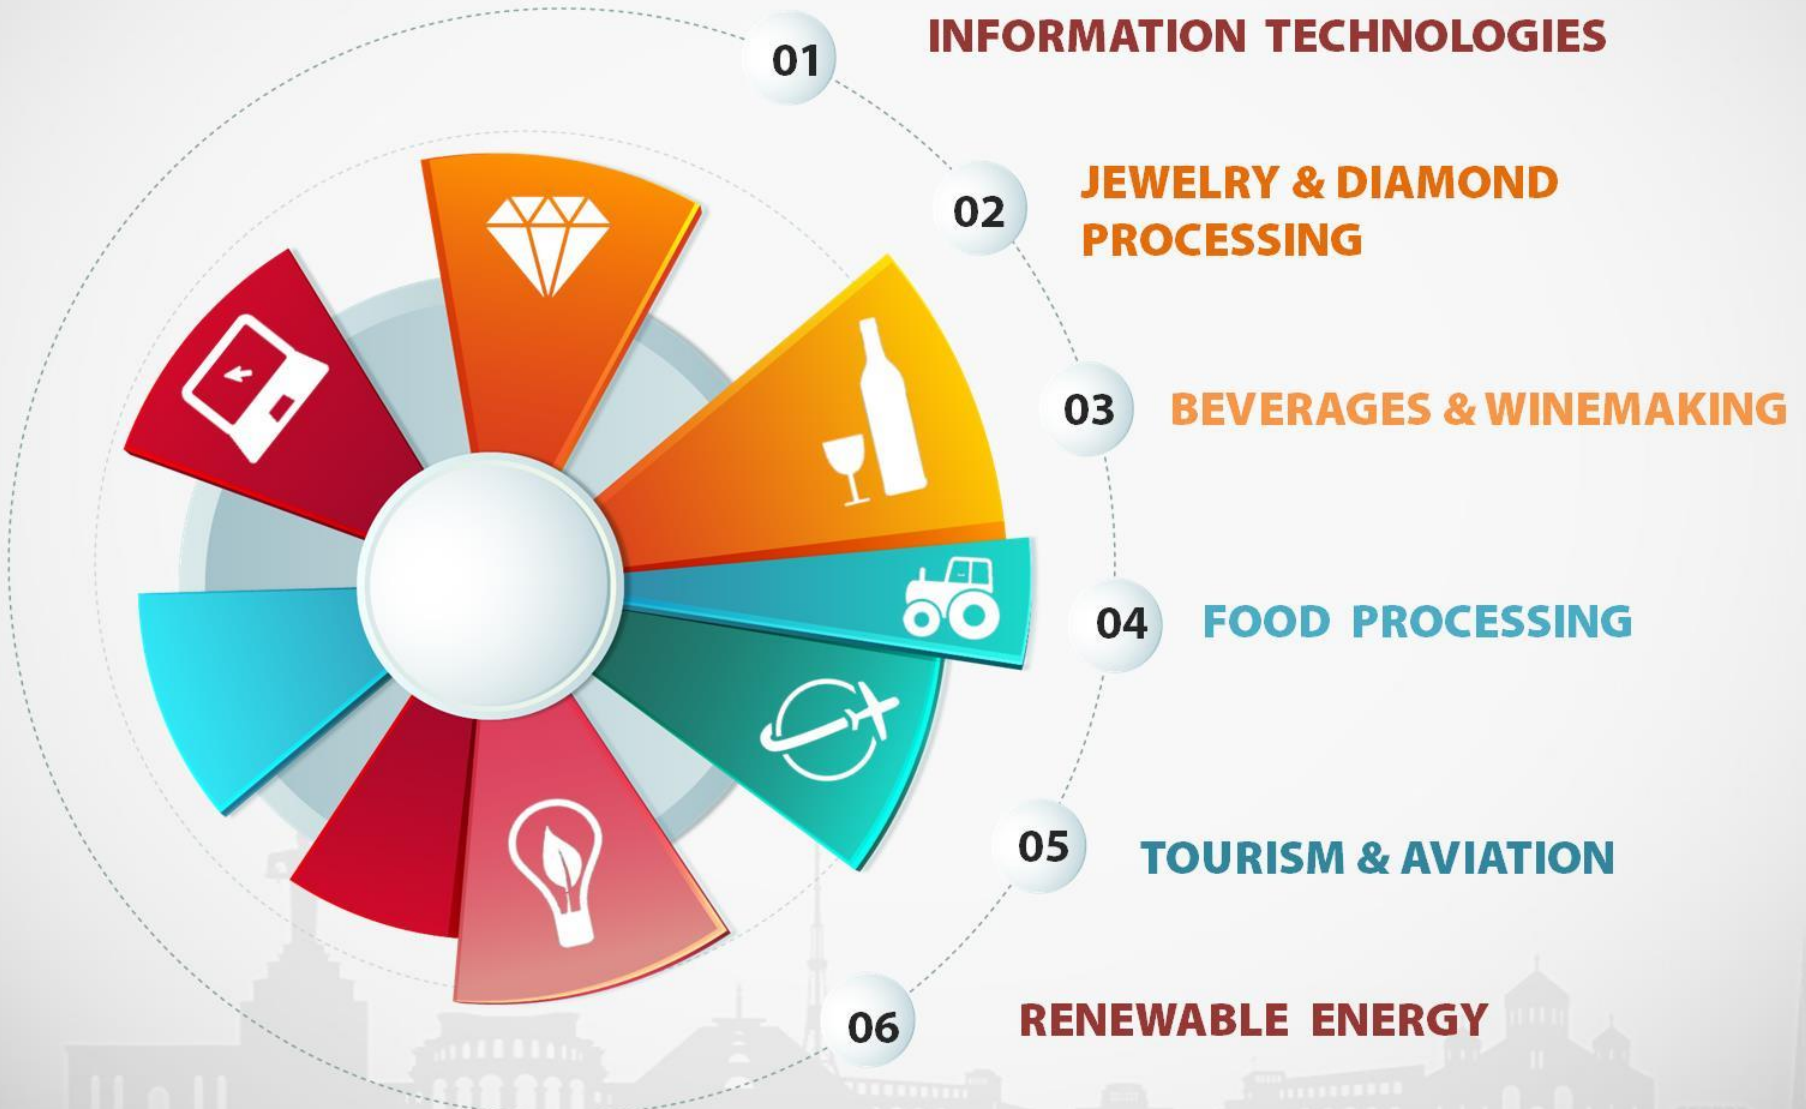 01
INFORMATION TECHNOLOGIES
02
JEWELRY & DIAMOND
PROCESSING
03
BEVERAGES & WINEMAKING
04
FOOD PROCESSING
05
TOURISM & AVIATION
06
RENEWABLE ENERGY